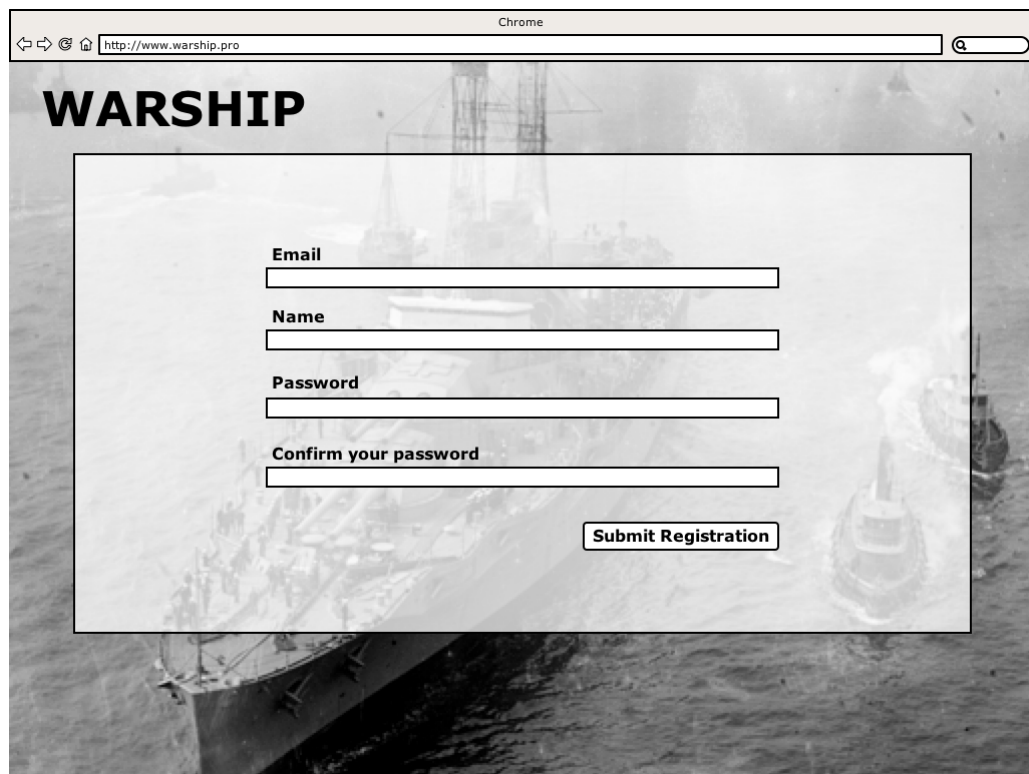 Chrome
http://www.warship.pro
WARSHIP
Email
Name
Password
Confirm your password
Submit Registration